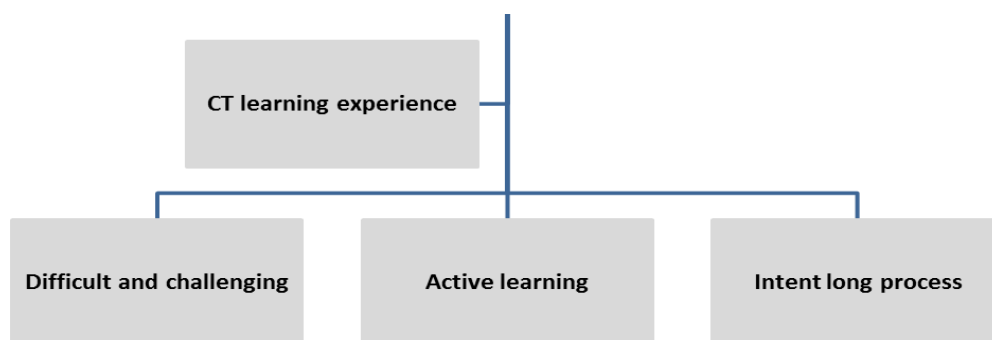 CT learning experience
Difficult and challenging
Active learning
Intent long process